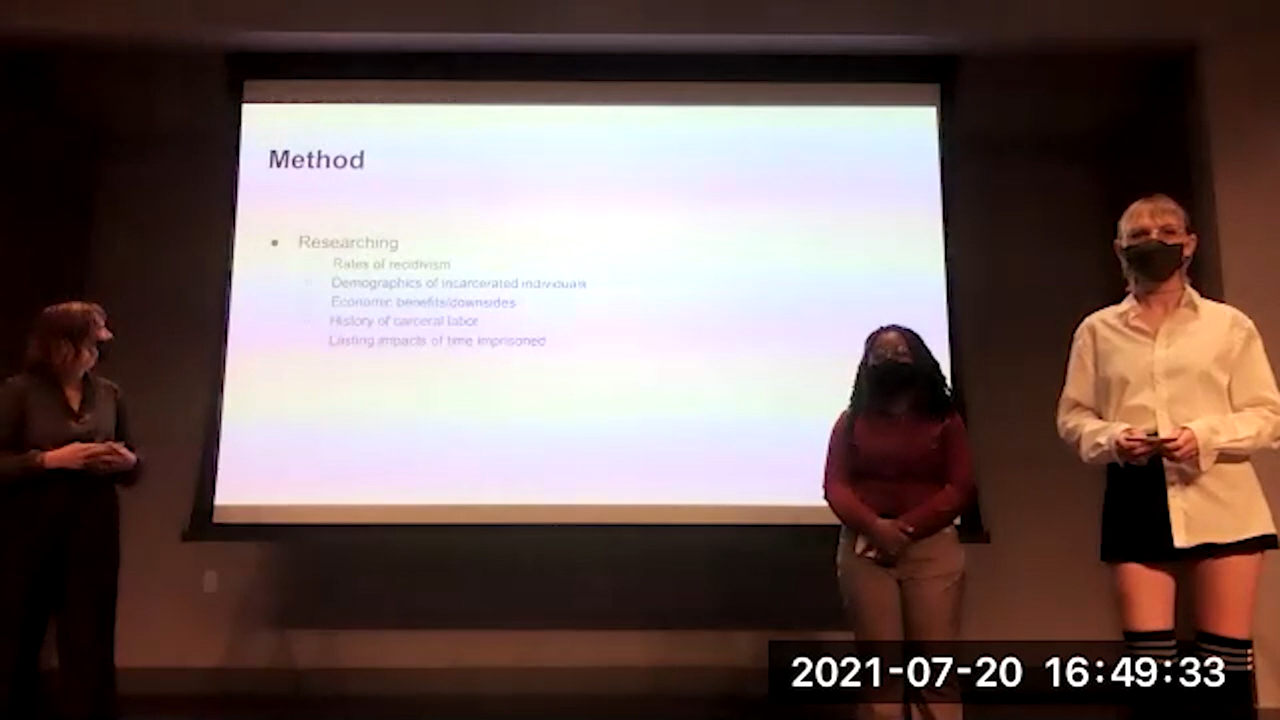 Method
● Researching
Rates of recidivism
Demographics of incarcerated individuals
Economic benefits/downsides
History of carceral labor
Lasting impacts of time imprisoned
2021-07-20 16:49:33